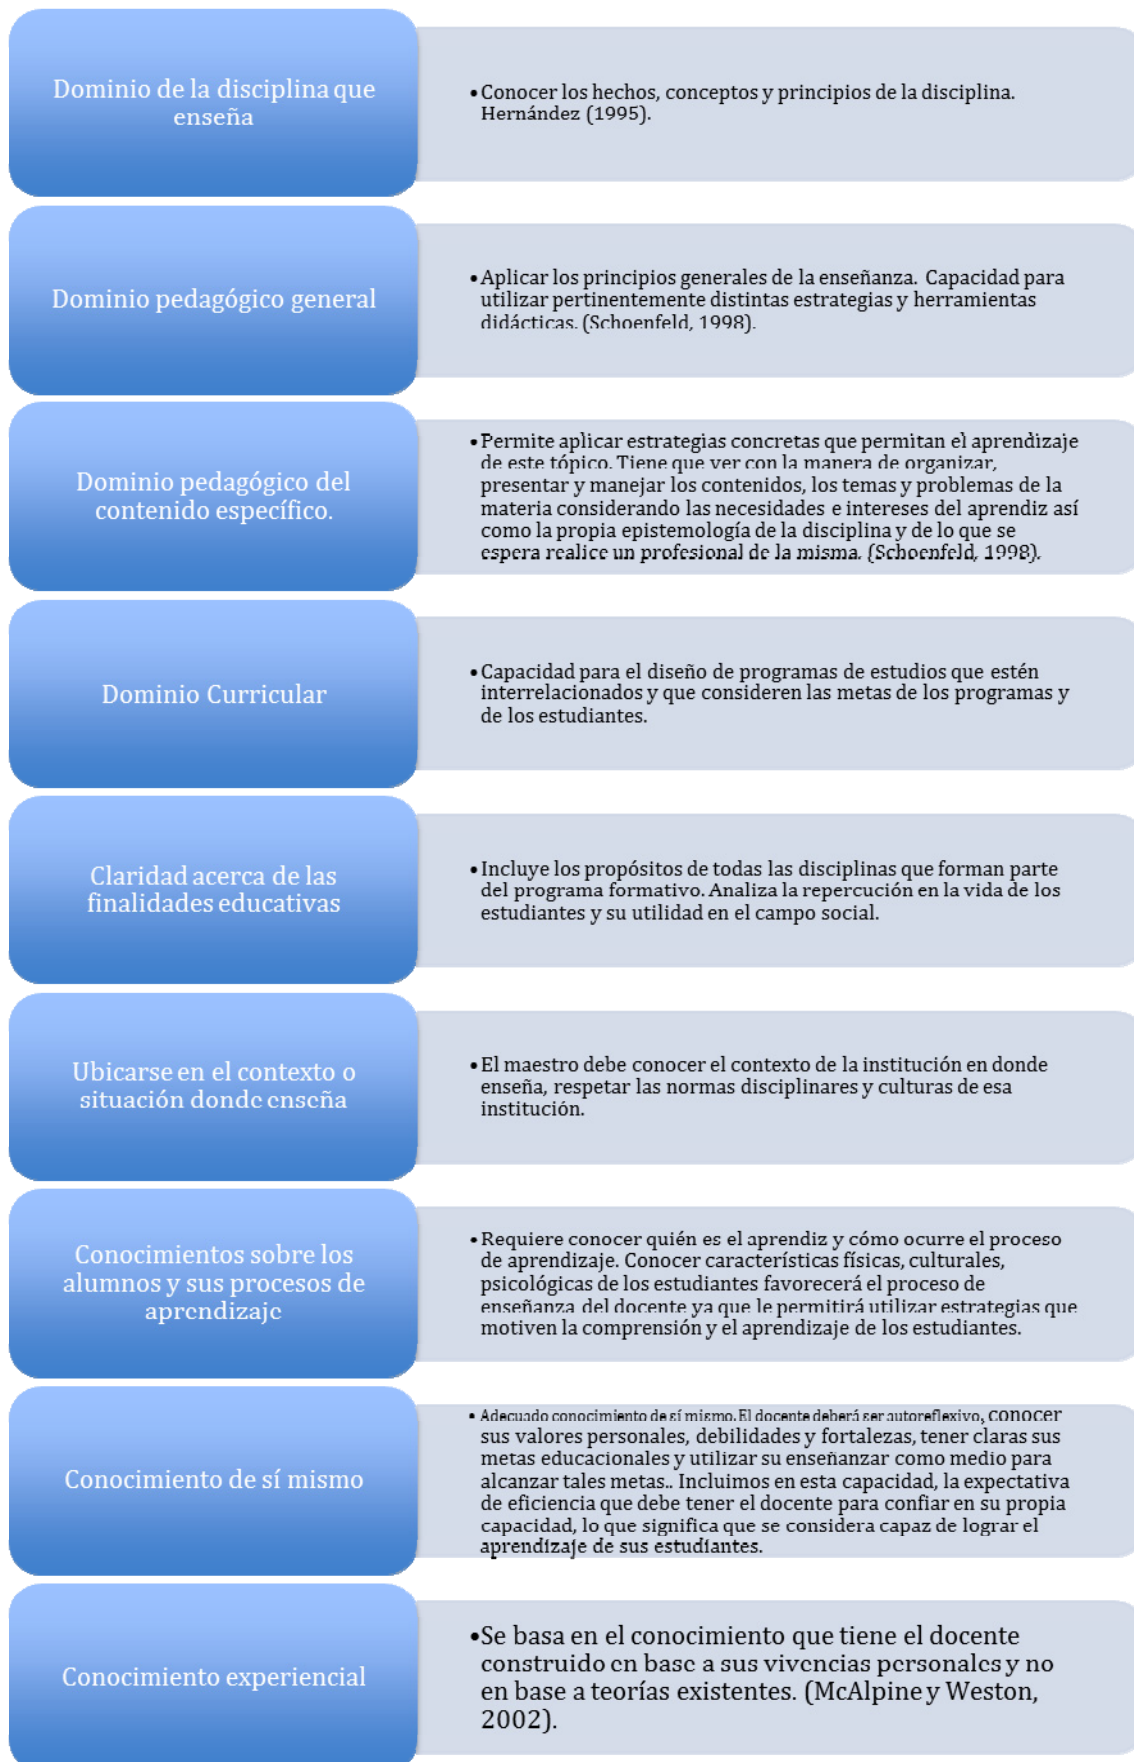 Dominio de la disciplina que
enseña
•Conocer los hechos, conceptos y principios de la disciplina.
Hernández (1995).
Dominio pedagógico general
•Aplicar los principios generales de la enseñanza. Capacidad para
utilizar pertinentemente distintas estrategias y herramientas
didácticas. (Schoenfeld, 1998).
Dominio pedagógico del
contenido específico.
•Permite aplicar estrategias concretas que permitan el aprendizaje
de este tópico. Tiene que ver con la manera de organizar,
presentar y manejar los contenidos, los temas y problemas de la
materia considerando las necesidades e intereses del aprendiz así
como la propia epistemología de la disciplina y de lo que se
espera realice un profesional de la misma. (Schoenfeld, 1998).
Dominio Curricular
•Capacidad para el diseño de programas de estudios que estén
interrelacionados y que consideren las metas de los programas y
de los estudiantes.
Claridad acerca de las
finalidades educativas
•Incluye los propósitos de todas las disciplinas que forman parte
del programa formativo. Analiza la repercución en la vida de los
estudiantes y su utilidad en el campo social.
Ubicarse en el contexto o
situación donde enseña
•El maestro debe conocer el contexto de la institución en donde
enseña, respetar las normas disciplinares y culturas de esa
institución.
Conocimientos sobre los
alumnos y sus procesos de
aprendizaje
•Requiere conocer quién es el aprendiz y cómo ocurre el proceso
de aprendizaje. Conocer características físicas, culturales,
psicológicas de los estudiantes favorecerá el proceso de
enseñanza del docente ya que le permitirá utilizar estrategias que
motiven la comprensión y el aprendizaje de los estudiantes.
Conocimiento de sí mismo
•Adecuado conocimiento de sí mismo. El docente deberá ser autoreflexivo, conocer
sus valores personales, debilidades y fortalezas, tener claras sus
metas educacionales y utilizar su enseñanzar como medio para
alcanzar tales metas.. Incluimos en esta capacidad, la expectativa
de eficiencia que debe tener el docente para confiar en su propia
capacidad, lo que significa que se considera capaz de lograr el
aprendizaje de sus estudiantes.
Conocimiento experiencial
•Se basa en el conocimiento que tiene el docente
construido en base a sus vivencias personales y no
en base a teorías existentes. (McAlpine y Weston,
2002).